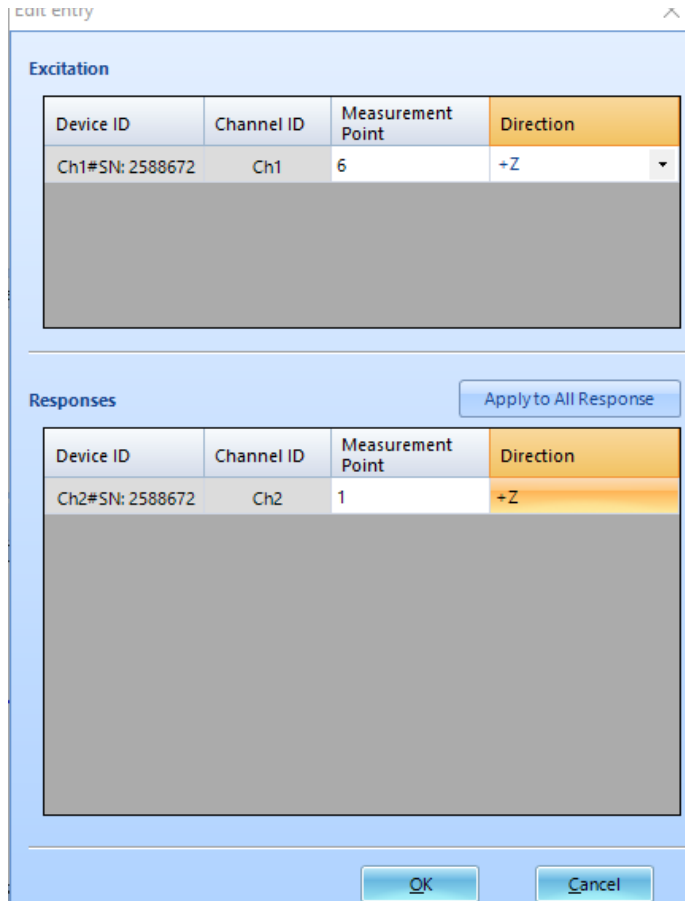 Edit entry
Excitation
Device ID Channel ID Measurement Point Direction
Ch1#SN: 2588672 Ch1 6 +Z
Responses Apply to All Response
Device ID Channel ID Measurement Point Direction
Ch2#SN: 2588672 Ch2 1 +Z
OK Cancel